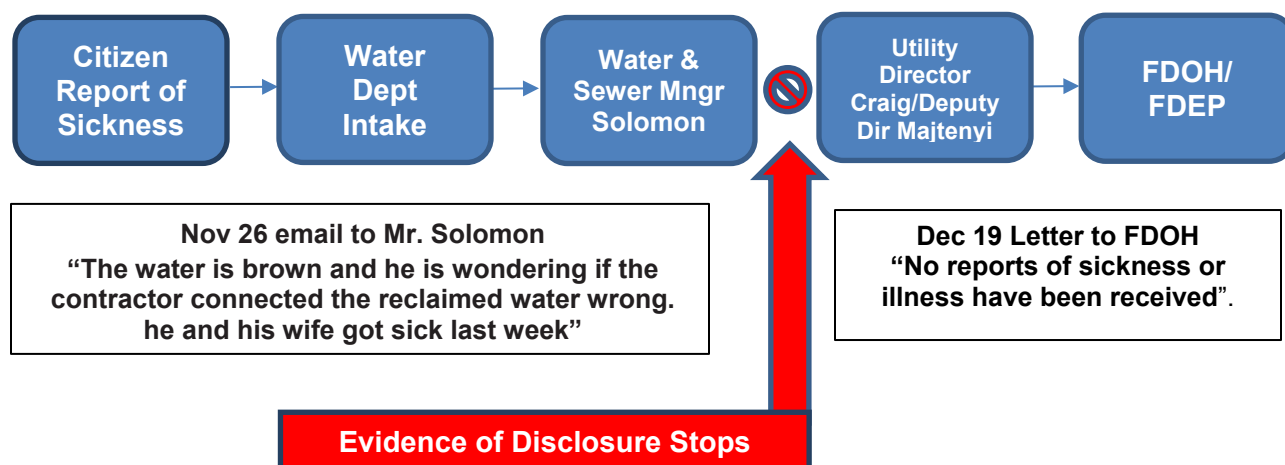 Citizen
Report of
Sickness
Water
Dept
Intake
Water &
Sewer Mngr
Solomon
Utility
Director
Craig/Deputy
Dir Majtenyi
FDOH/
FDEP
Nov 26 email to Mr. Solomon
“The water is brown and he is wondering if the
contractor connected the reclaimed water wrong.
he and his wife got sick last week”
Dec 19 Letter to FDOH
“No reports of sickness or
illness have been received”.
Evidence of Disclosure Stops